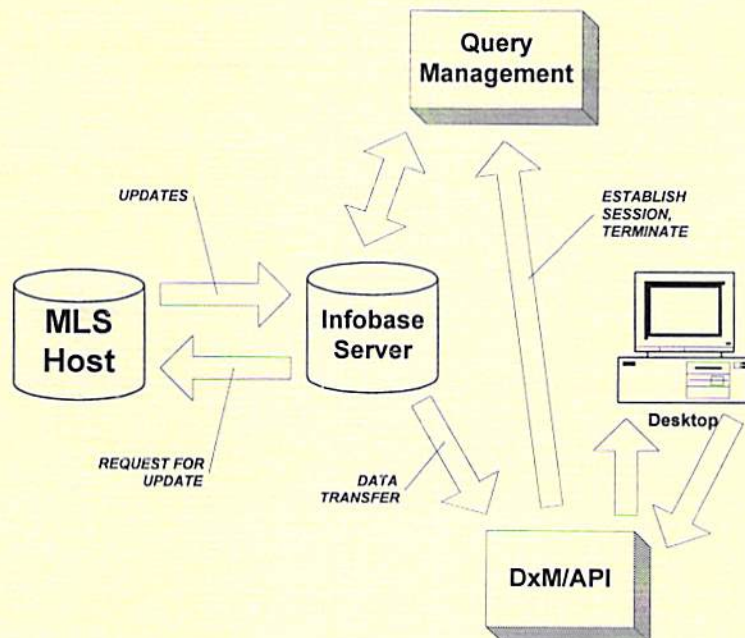 Query
Management
UPDATES
ESTABLISH
SESSION,
TERMINATE
MLS
Host
Infobase
Server
Desktop
REQUEST FOR
UPDATE
DATA
TRANSFER
DxM/API